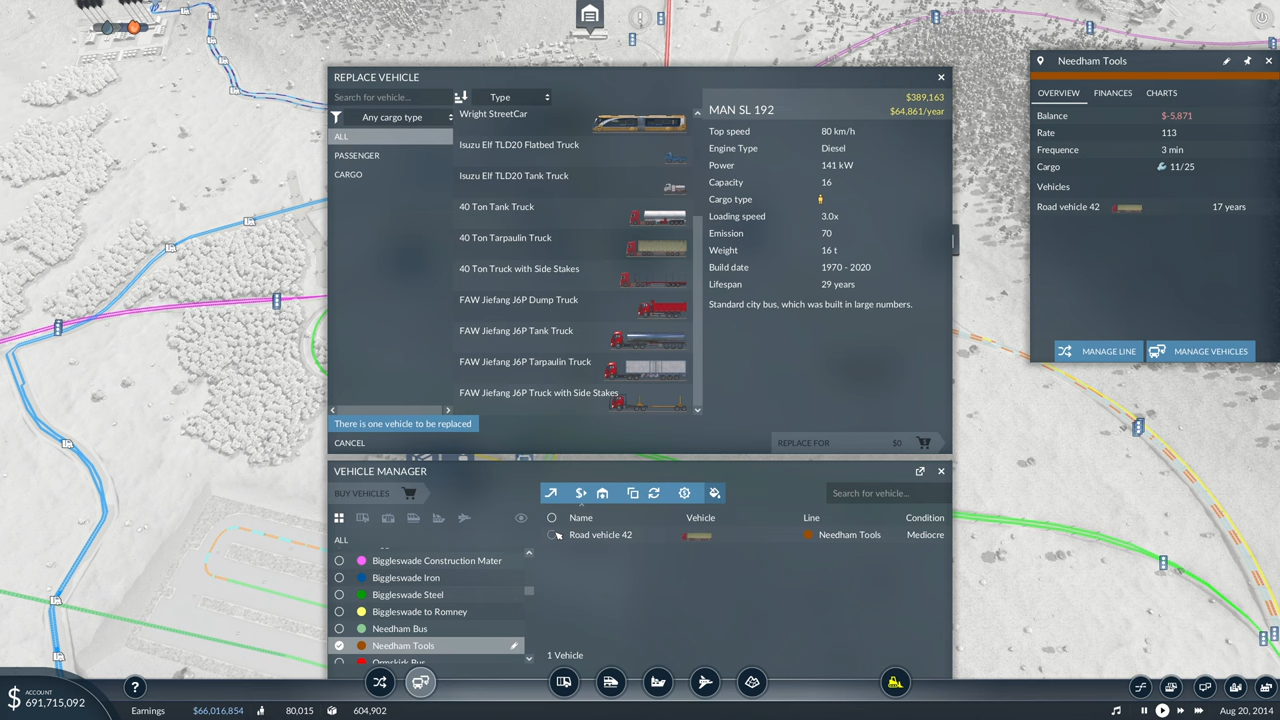 REPLACE VEHICLE
Search for vehicle...
Type
Any cargo type
ALL
PASSENGER
CARGO
Wright StreetCar
Isuzu Elf TLD20 Flatbed Truck
Isuzu Elf TLD20 Tank Truck
40 Ton Tank Truck
40 Ton Tarpaulin Truck
40 Ton Truck with Side Stakes
FAW Jiefang J6P Dump Truck
FAW Jiefang J6P Tank Truck
FAW Jiefang J6P Tarpaulin Truck
FAW Jiefang J6P Truck with Side Stakes
MAN SL 192
$389,163
$64,861/year
Top speed 80 km/h
Engine Type Diesel
Power 141 kW
Capacity 16
Cargo type
Loading speed 3.0x
Emission 70
Weight 16 t
Build date 1970 - 2020
Lifespan 29 years
Standard city bus, which was built in large numbers.
There is one vehicle to be replaced
CANCEL
REPLACE FOR $0
Needham Tools
OVERVIEW FINANCES CHARTS
Balance $-5,871
Rate 113
Frequence 3 min
Cargo 11/25
Vehicles
Road vehicle 42 17 years
MANAGE LINE MANAGE VEHICLES
VEHICLE MANAGER
BUY VEHICLES
Search for vehicle...
ALL
Biggleswade Construction Mater
Biggleswade Iron
Biggleswade Steel
Biggleswade to Romney
Needham Bus
Needham Tools
Ormskirk Bus
Name Vehicle Line Condition
Road vehicle 42 Needham Tools Mediocre
1 Vehicle
$ ACCOUNT
691,715,092
?
Earnings $66,016,854 80,015 604,902
Aug 20, 2014